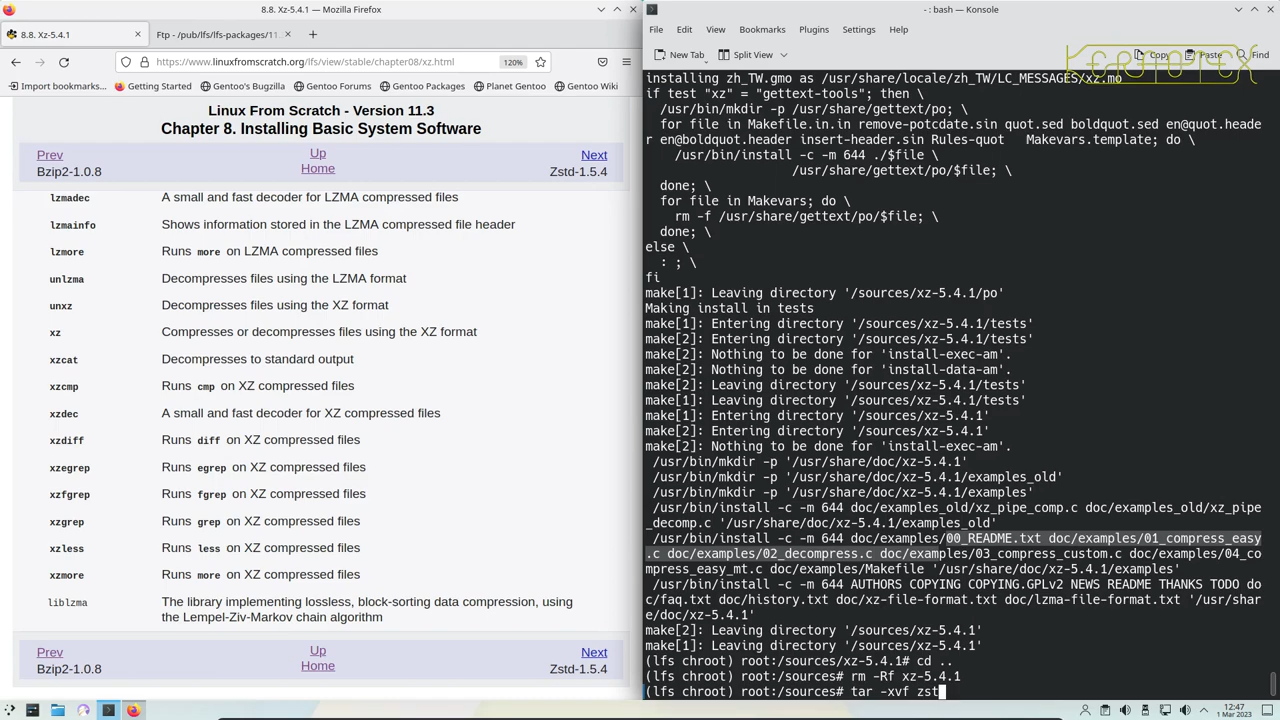 8.8. Xz-5.4.1 — Mozilla Firefox
8.8. Xz-5.4.1
Ftp - /pub/lfs/lfs-packages/11.
https://www.linuxfromscratch.org/lfs/view/stable/chapter08/xz.html
120%
Import bookmarks...
Getting Started
Gentoo Forums
Gentoo Packages
Planet Gentoo
Gentoo Wiki
Linux From Scratch - Version 11.3
Chapter 8. Installing Basic System Software
Prev
Up
Next
Bzip2-1.0.8
Home
Zstd-1.5.4
lzmadec A small and fast decoder for LZMA compressed files
lzmainfo Shows information stored in the LZMA compressed file header
lzmore Runs more on LZMA compressed files
unlzma Decompresses files using the LZMA format
unxz Decompresses files using the XZ format
xz Compresses or decompresses files using the XZ format
xzcat Decompresses to standard output
xzcmp Runs cmp on XZ compressed files
xzdec A small and fast decoder for XZ compressed files
xzdiff Runs diff on XZ compressed files
xzegrep Runs egrep on XZ compressed files
xzfgrep Runs fgrep on XZ compressed files
xzgrep Runs grep on XZ compressed files
xzless Runs less on XZ compressed files
xzmore Runs more on XZ compressed files
liblzma The library implementing lossless, block-sorting data compression, using
the Lempel-Ziv-Markov chain algorithm
Prev
Up
Next
Bzip2-1.0.8
Home
Zstd-1.5.4
- : bash — Konsole
File Edit View Bookmarks Plugins Settings Help
New Tab Split View Copy Paste Find
KERNOTEX
installing zh_TW.gmo as /usr/share/locale/zh_TW/LC_MESSAGES/xz.mo
if test "xz" = "gettext-tools"; then \
/usr/bin/mkdir -p /usr/share/gettext/po; \
for file in Makefile.in.in remove-potcdate.sin quot.sed boldquot.sed en@quot.heade
r en@boldquot.header insert-header.sin Rules-quot Makevars.template; do \
/usr/bin/install -c -m 644 ./$file \
/usr/share/gettext/po/$file; \
done; \
for file in Makevars; do \
rm -f /usr/share/gettext/po/$file; \
done; \
else \
: ; \
fi
make[1]: Leaving directory '/sources/xz-5.4.1/po'
Making install in tests
make[1]: Entering directory '/sources/xz-5.4.1/tests'
make[2]: Entering directory '/sources/xz-5.4.1/tests'
make[2]: Nothing to be done for 'install-exec-am'.
make[2]: Nothing to be done for 'install-data-am'.
make[2]: Leaving directory '/sources/xz-5.4.1/tests'
make[1]: Leaving directory '/sources/xz-5.4.1/tests'
make[1]: Entering directory '/sources/xz-5.4.1'
make[2]: Entering directory '/sources/xz-5.4.1'
make[2]: Nothing to be done for 'install-exec-am'.
/usr/bin/mkdir -p '/usr/share/doc/xz-5.4.1'
/usr/bin/mkdir -p '/usr/share/doc/xz-5.4.1/examples_old'
/usr/bin/mkdir -p '/usr/share/doc/xz-5.4.1/examples'
/usr/bin/install -c -m 644 doc/examples_old/xz_pipe_comp.c doc/examples_old/xz_pipe
_decomp.c '/usr/share/doc/xz-5.4.1/examples_old'
/usr/bin/install -c -m 644 doc/examples/00_README.txt doc/examples/01_compress_easy
.c doc/examples/02_decompress.c doc/examples/03_compress_custom.c doc/examples/04_co
mpress_easy_mt.c doc/examples/Makefile '/usr/share/doc/xz-5.4.1/examples'
/usr/bin/install -c -m 644 AUTHORS COPYING COPYING.GPLv2 NEWS README THANKS TODO do
c/faq.txt doc/history.txt doc/xz-file-format.txt doc/lzma-file-format.txt '/usr/shar
e/doc/xz-5.4.1'
make[2]: Leaving directory '/sources/xz-5.4.1'
make[1]: Leaving directory '/sources/xz-5.4.1'
(lfs chroot) root:/sources/xz-5.4.1# cd ..
(lfs chroot) root:/sources# rm -Rf xz-5.4.1
(lfs chroot) root:/sources# tar -xvf zst
12:47
1 Mar 2023